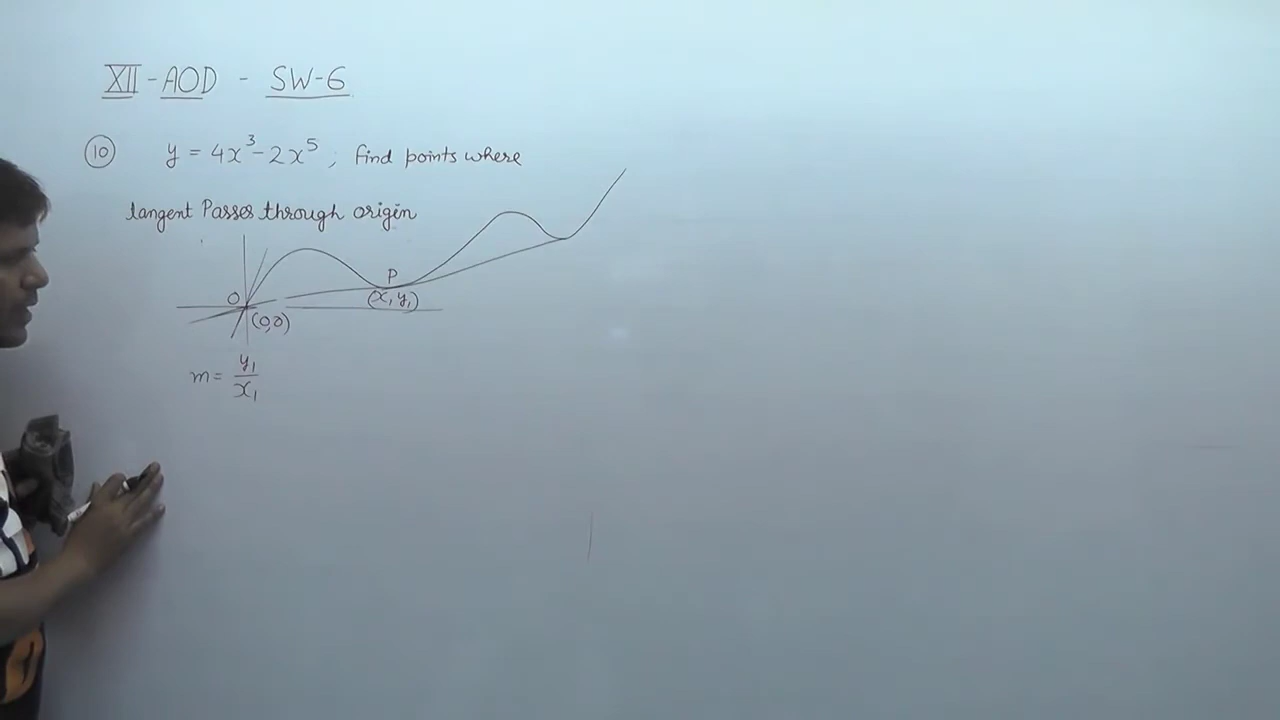 XII - AOD - SW-6
10 y = 4x³ - 2x⁵ , find points where
tangent Passes through origin
P
O (x₁ y₁)
(0,0)
m = y₁/x₁